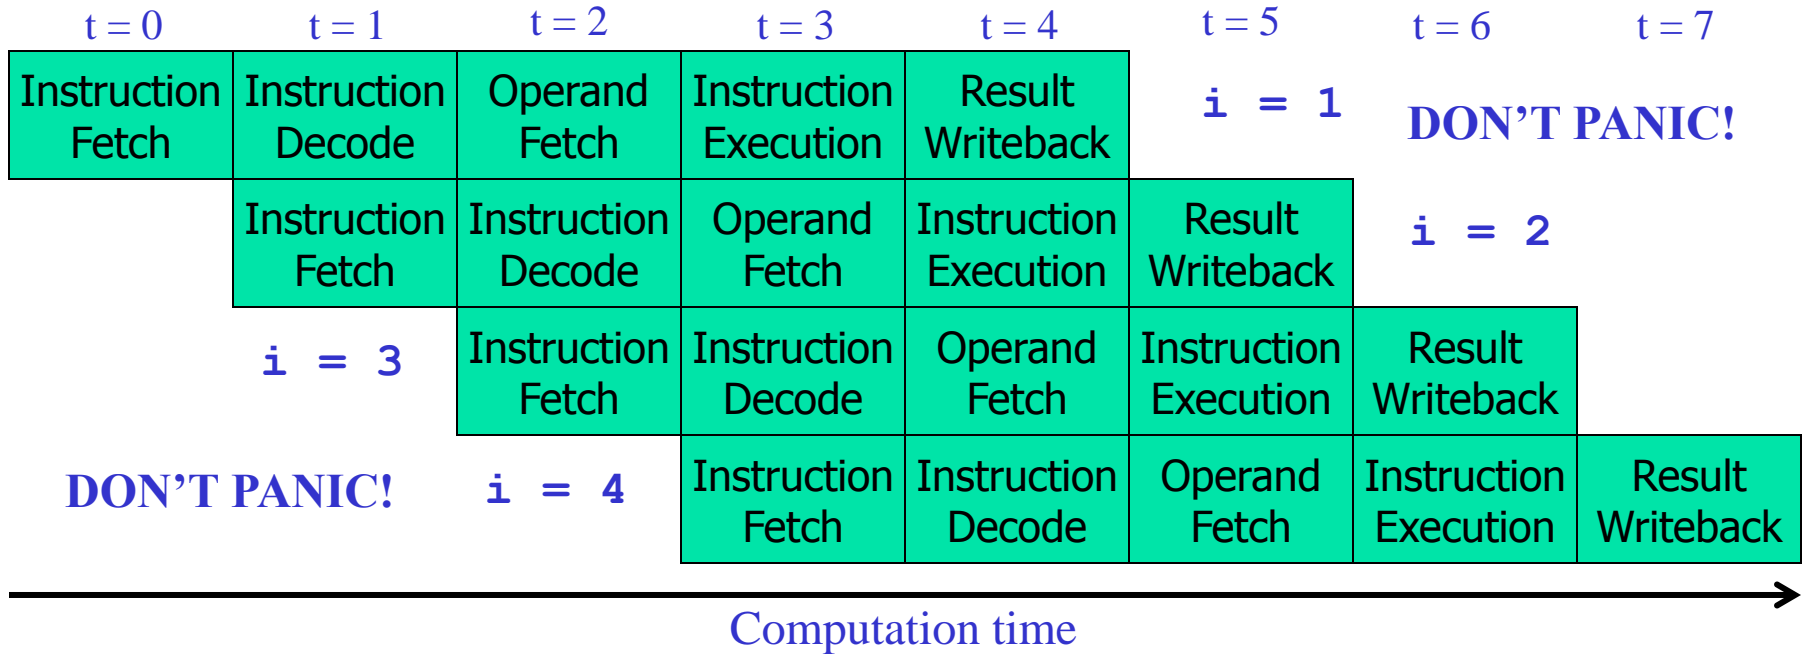 t = 0 t = 1 t = 2 t = 3 t = 4 t = 5 t = 6 t = 7
Instruction Instruction Operand Instruction Result
Fetch Decode Fetch Execution Writeback
i = 1
DON’T PANIC!
Instruction Instruction Operand Instruction Result
Fetch Decode Fetch Execution Writeback
i = 2
i = 3
Instruction Instruction Operand Instruction Result
Fetch Decode Fetch Execution Writeback
DON’T PANIC!
i = 4
Instruction Instruction Operand Instruction Result
Fetch Decode Fetch Execution Writeback
Computation time